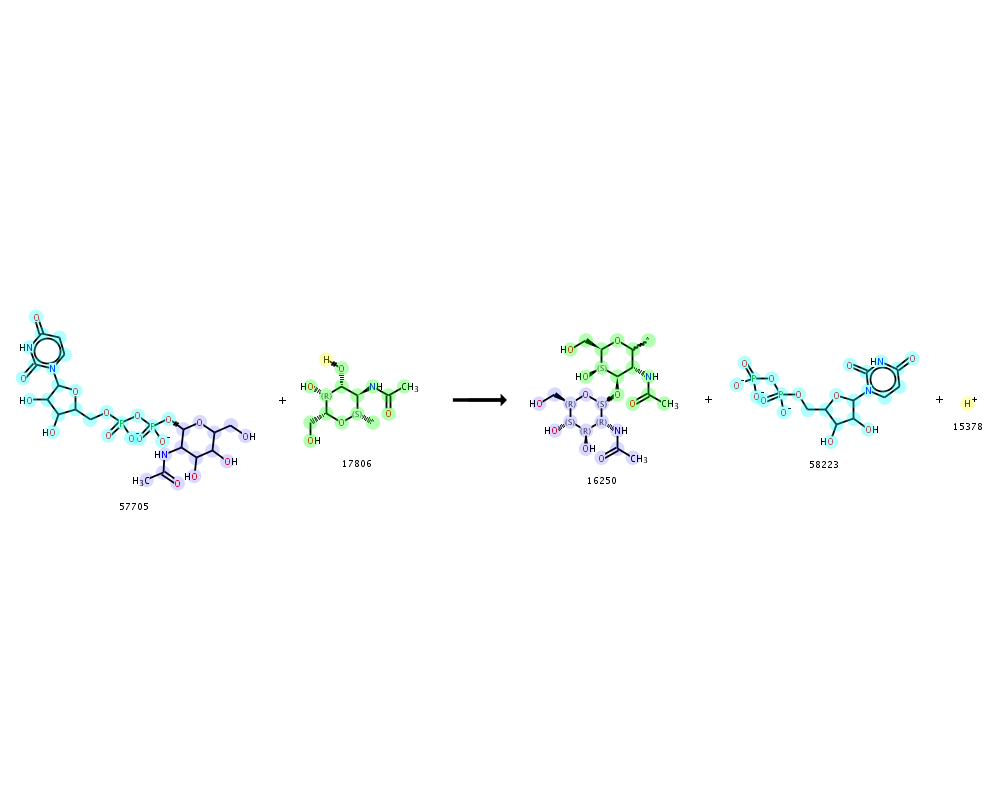 O
HN
O
N
O
HO
HO
O
P
O
O⁻
O
P
O
O⁻
O
O
OH
OH
HO
HN
H₃C
O
57705
+
H
O
(S)
HO
(R)
NH
CH₃
O
(S)
O
OH
17806
HO
O
*
HO
(S)
NH
O
O
CH₃
HO
O
(S)
(R)
(R)
(S)
(R)
HO
OH
NH
O
CH₃
16250
+
O
P
O
O⁻
O⁻
O
P
O⁻
O
O
HO
OH
N
O
HN
O
58223
+
H⁺
15378